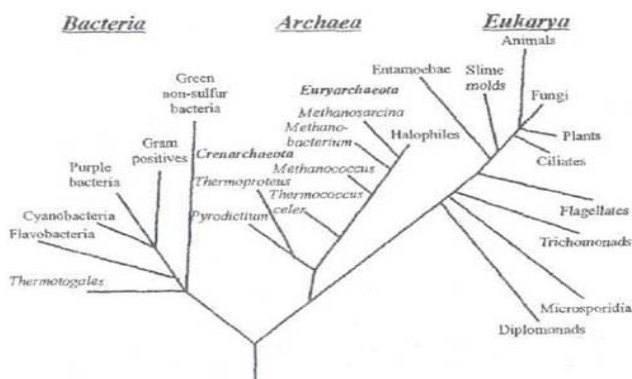 Bacteria
Archaea
Eukarya
Green
non-sulfur
bacteria
Gram
positives
Purple
bacteria
Cyanobacteria
Flavobacteria
Thermotogales
Crenarchaeota
Thermoproteus
Pyrodictium
Euryarchaeota
Methanosarcina
Methano-
bacterium
Halophiles
Methanococcus
Thermococcus
celer
Entamoebae
Slime
molds
Animals
Fungi
Plants
Ciliates
Flagellates
Trichomonads
Microsporidia
Diplomonads